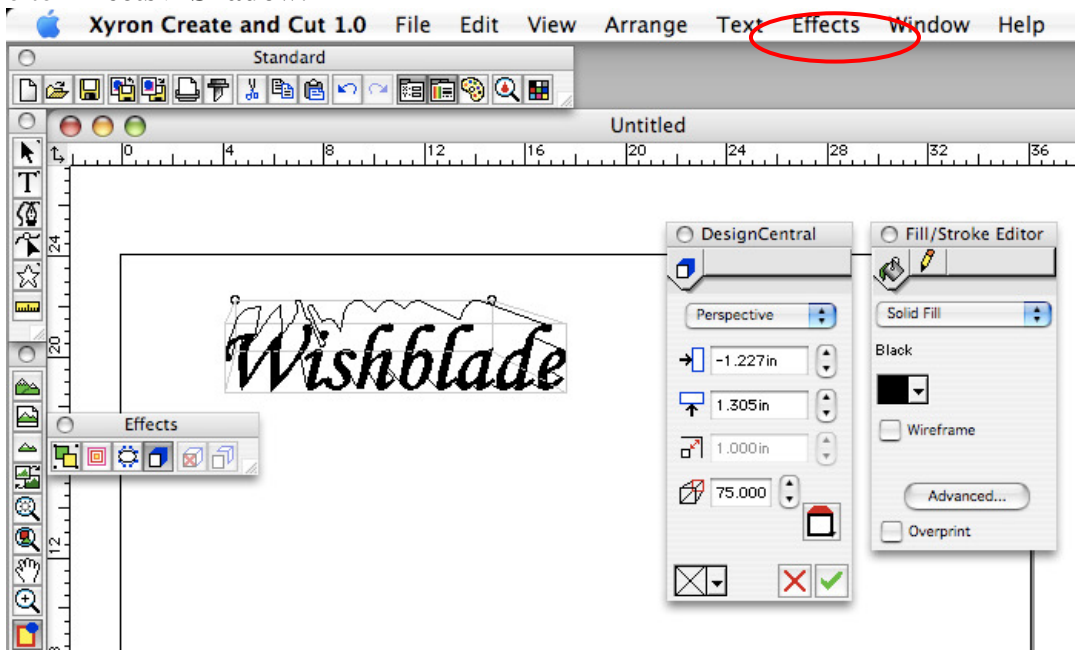 Xyron Create and Cut 1.0 File Edit View Arrange Text Effects Window Help
Standard
Untitled
0 4 8 12 16 20 24 28 32 36
DesignCentral
Fill/Stroke Editor
24
Perspective
Solid Fill
Wishblade
20
-1.227in
Black
1.305in
Effects
Wireframe
1.000in
75.000
Advanced...
Overprint
12